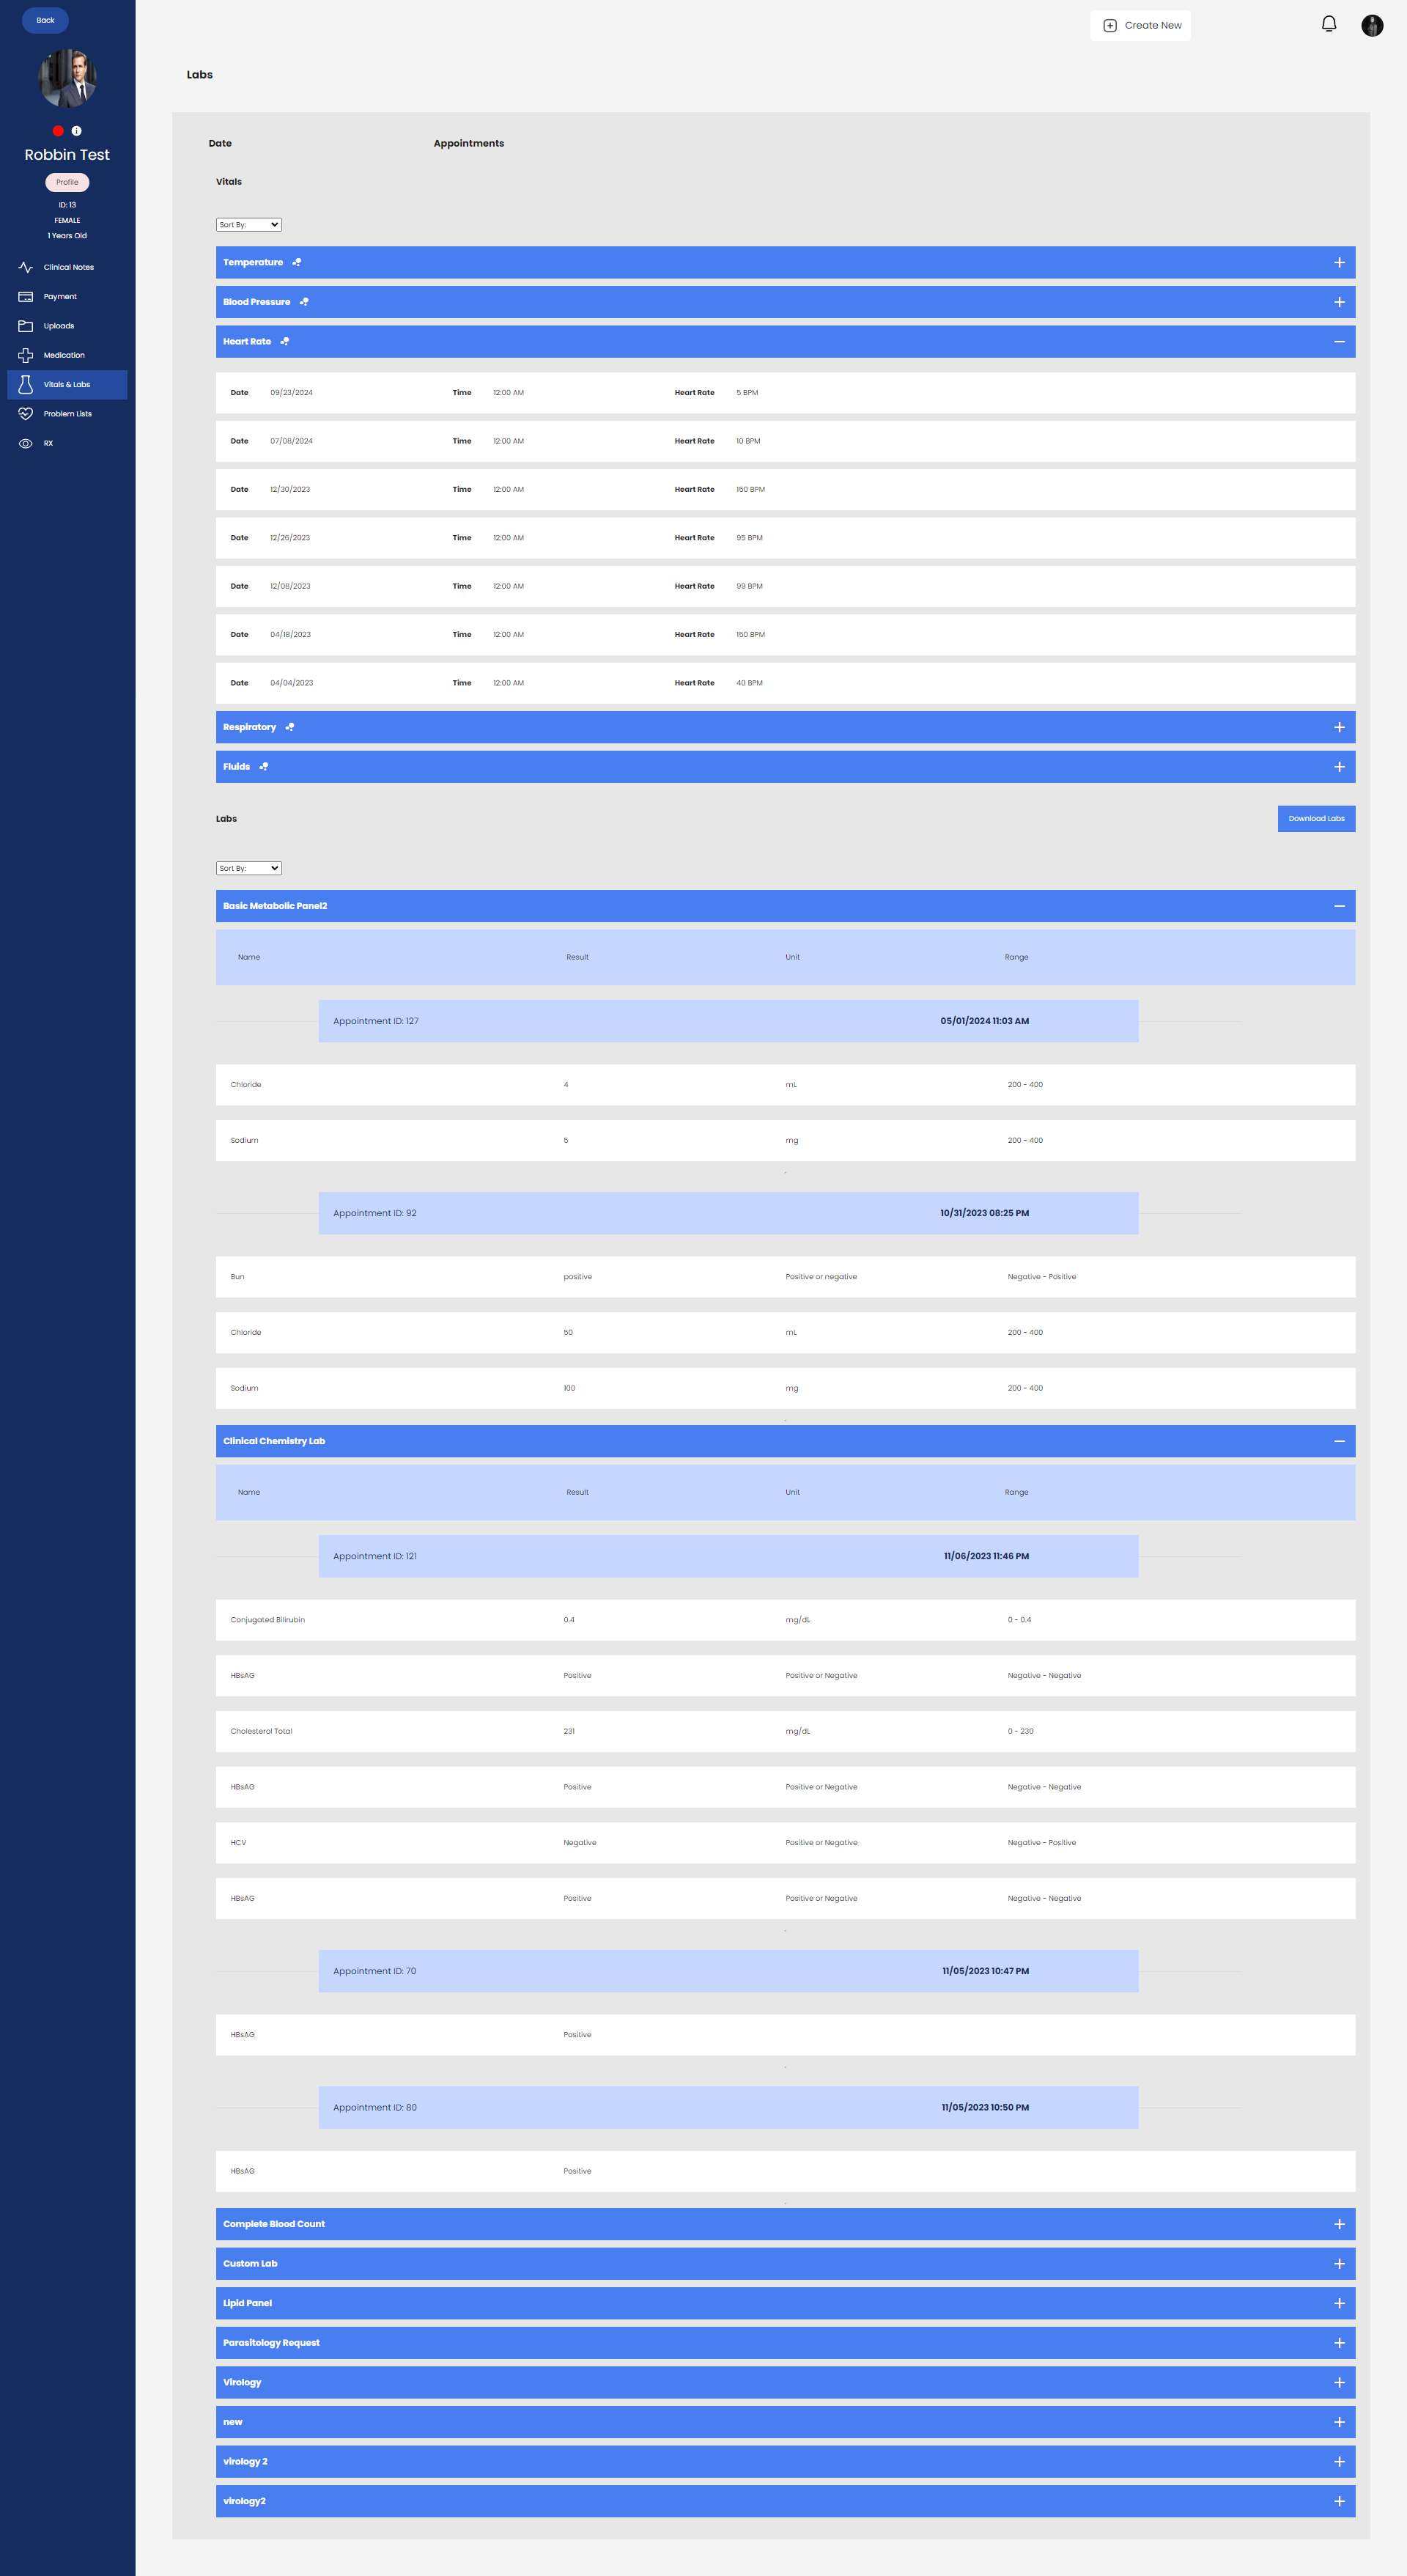 Back
Create New
Robbin Test
Profile
ID: 13
FEMALE
1 Years Old
Clinical Notes
Payment
Uploads
Medication
Vitals & Labs
Problem Lists
RX
Labs
Date Appointments
Vitals
Sort By:
Temperature
Blood Pressure
Heart Rate
Date 09/23/2024 Time 12:00 AM Heart Rate 5 BPM
Date 07/08/2024 Time 12:00 AM Heart Rate 10 BPM
Date 12/30/2023 Time 12:00 AM Heart Rate 150 BPM
Date 12/26/2023 Time 12:00 AM Heart Rate 95 BPM
Date 12/08/2023 Time 12:00 AM Heart Rate 99 BPM
Date 04/18/2023 Time 12:00 AM Heart Rate 150 BPM
Date 04/04/2023 Time 12:00 AM Heart Rate 40 BPM
Respiratory
Fluids
Labs Download Labs
Sort By:
Basic Metabolic Panel2
Name Result Unit Range
Appointment ID: 127 05/01/2024 11:03 AM
Chloride 4 mL 200 - 400
Sodium 5 mg 200 - 400
-
Appointment ID: 92 10/31/2023 08:25 PM
Bun positive Positive or negative Negative - Positive
Chloride 50 mL 200 - 400
Sodium 100 mg 200 - 400
-
Clinical Chemistry Lab
Name Result Unit Range
Appointment ID: 121 11/06/2023 11:46 PM
Conjugated Bilirubin 0.4 mg/dL 0 - 0.4
HBsAG Positive Positive or Negative Negative - Negative
Cholesterol Total 231 mg/dL 0 - 230
HBsAG Positive Positive or Negative Negative - Negative
HCV Negative Positive or Negative Negative - Positive
HBsAG Positive Positive or Negative Negative - Negative
-
Appointment ID: 70 11/05/2023 10:47 PM
HBsAG Positive
-
Appointment ID: 80 11/05/2023 10:50 PM
HBsAG Positive
-
Complete Blood Count
Custom Lab
Lipid Panel
Parasitology Request
Virology
new
virology 2
virology2